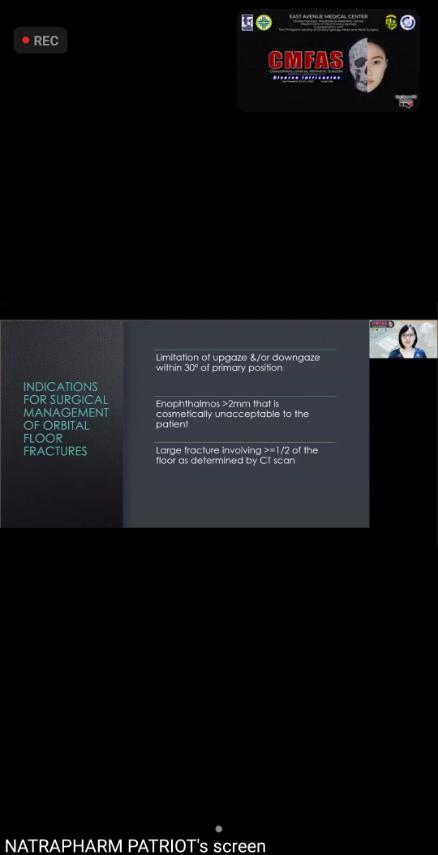 REC
EAST AVENUE MEDICAL CENTER
CMFAS
Diverse Intricacies
INDICATIONS
FOR SURGICAL
MANAGEMENT
OF ORBITAL
FLOOR
FRACTURES
Limitation of upgaze &/or downgaze
within 30° of primary position
Enophthalmos >2mm that is
cosmetically unacceptable to the
patient
Large fracture involving >=1/2 of the
floor as determined by CT scan
NATRAPHARM PATRIOT's screen